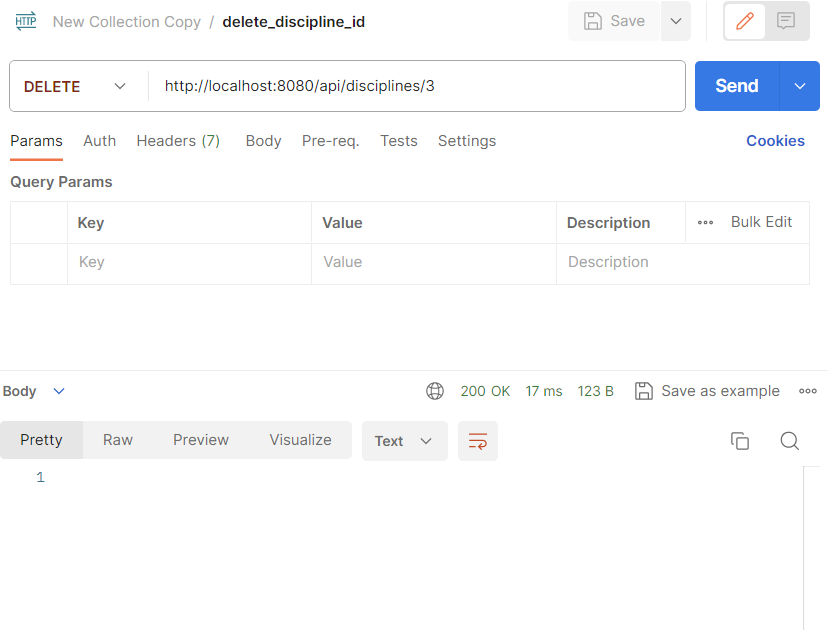 HTTP New Collection Copy / delete_discipline_id Save
DELETE http://localhost:8080/api/disciplines/3 Send
Params Auth Headers (7) Body Pre-req. Tests Settings Cookies
Query Params
Key Value Description Bulk Edit
Key Value Description
Body 200 OK 17 ms 123 B Save as example
Pretty Raw Preview Visualize Text
1